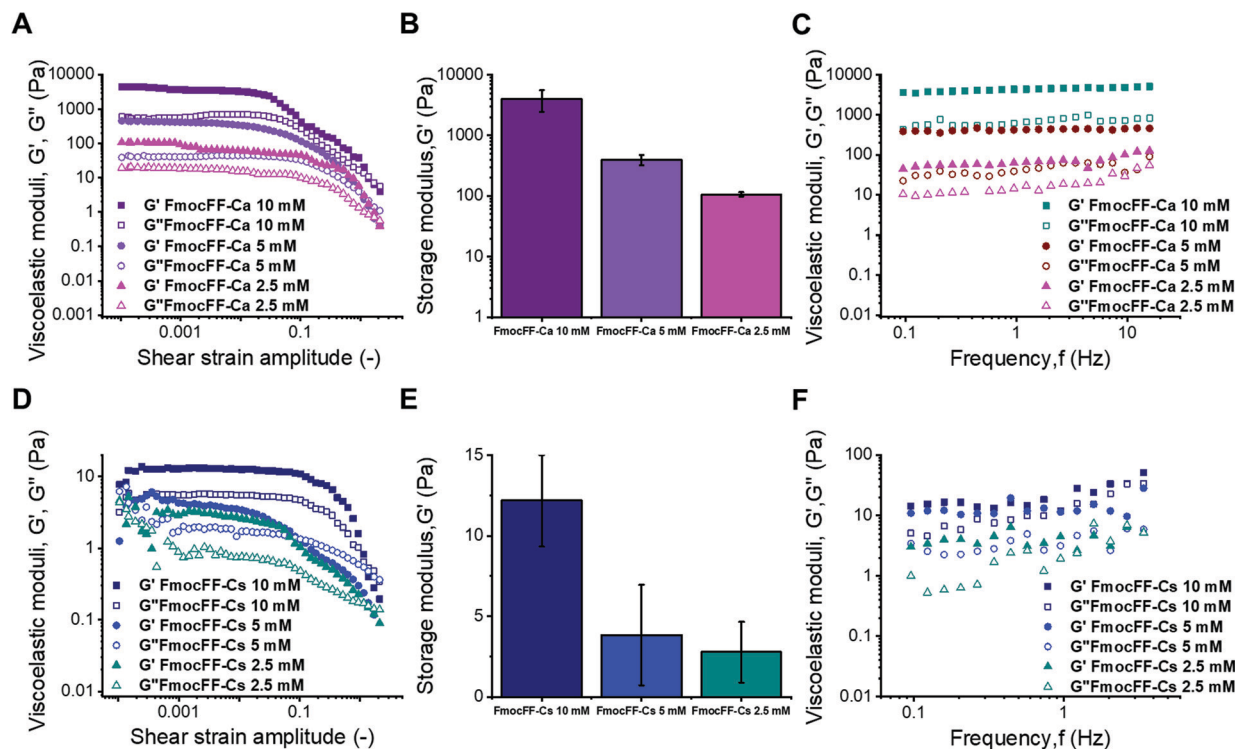 A
Viscoelastic moduli, G', G'' (Pa)
10000
1000
100
10
1
0.1
0.01
0.001
G' FmocFF-Ca 10 mM
G''FmocFF-Ca 10 mM
G' FmocFF-Ca 5 mM
G''FmocFF-Ca 5 mM
G' FmocFF-Ca 2.5 mM
G''FmocFF-Ca 2.5 mM
0.001 0.1
Shear strain amplitude (-)
B
Storage modulus,G' (Pa)
10000
1000
100
10
1
FmocFF-Ca 10 mM FmocFF-Ca 5 mM FmocFF-Ca 2.5 mM
C
Viscoelastic moduli, G',G'' (Pa)
10000
1000
100
10
1
0.1
0.01
G' FmocFF-Ca 10 mM
G''FmocFF-Ca 10 mM
G' FmocFF-Ca 5 mM
G''FmocFF-Ca 5 mM
G' FmocFF-Ca 2.5 mM
G''FmocFF-Ca 2.5 mM
0.1 1 10
Frequency,f (Hz)
D
Viscoelastic moduli, G', G'' (Pa)
10
1
0.1
0.01
G' FmocFF-Cs 10 mM
G''FmocFF-Cs 10 mM
G' FmocFF-Cs 5 mM
G''FmocFF-Cs 5 mM
G' FmocFF-Cs 2.5 mM
G''FmocFF-Cs 2.5 mM
0.001 0.1
Shear strain amplitude (-)
E
Storage modulus,G' (Pa)
15
10
5
0
FmocFF-Cs 10 mM FmocFF-Cs 5 mM FmocFF-Cs 2.5 mM
F
Viscoelastic moduli, G',G'' (Pa)
100
10
1
0.1
0.01
G' FmocFF-Cs 10 mM
G''FmocFF-Cs 10 mM
G' FmocFF-Cs 5 mM
G''FmocFF-Cs 5 mM
G' FmocFF-Cs 2.5 mM
G''FmocFF-Cs 2.5 mM
0.1 1
Frequency,f (Hz)